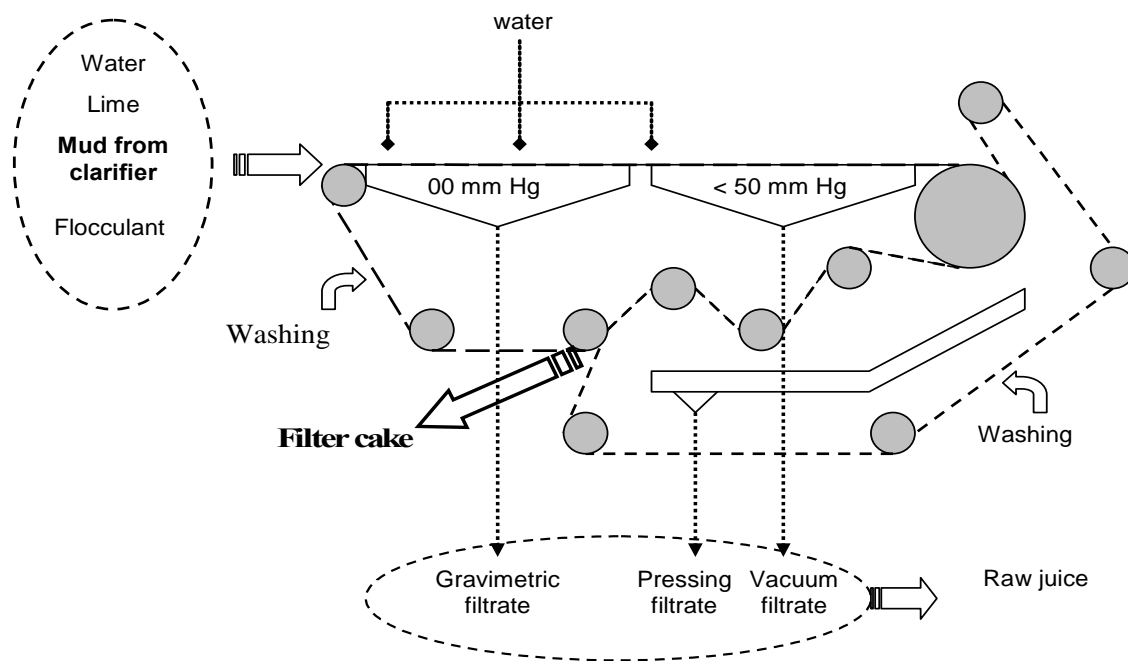 water
Water
Lime
Mud from
clarifier
Flocculant
00 mm Hg
< 50 mm Hg
Washing
Filter cake
Washing
Gravimetric
filtrate
Pressing
filtrate
Vacuum
filtrate
Raw juice